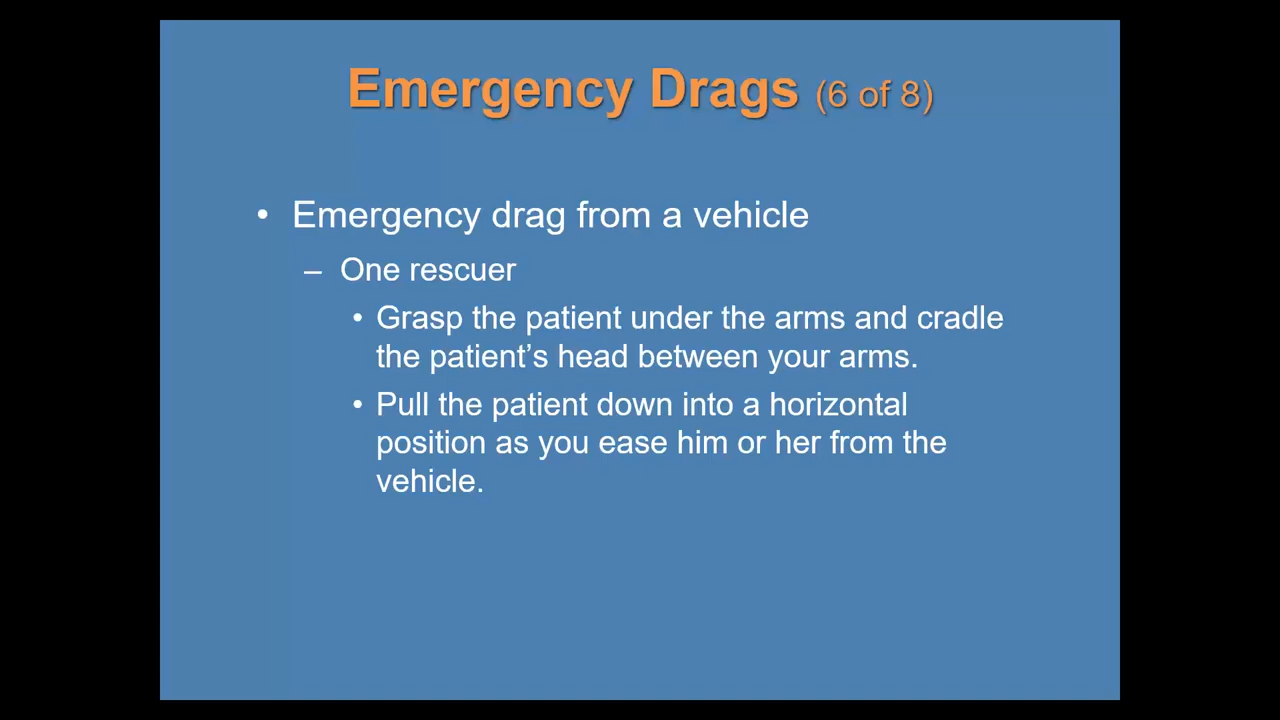 Emergency Drags (6 of 8)
• Emergency drag from a vehicle
– One rescuer
• Grasp the patient under the arms and cradle
the patient’s head between your arms.
• Pull the patient down into a horizontal
position as you ease him or her from the
vehicle.